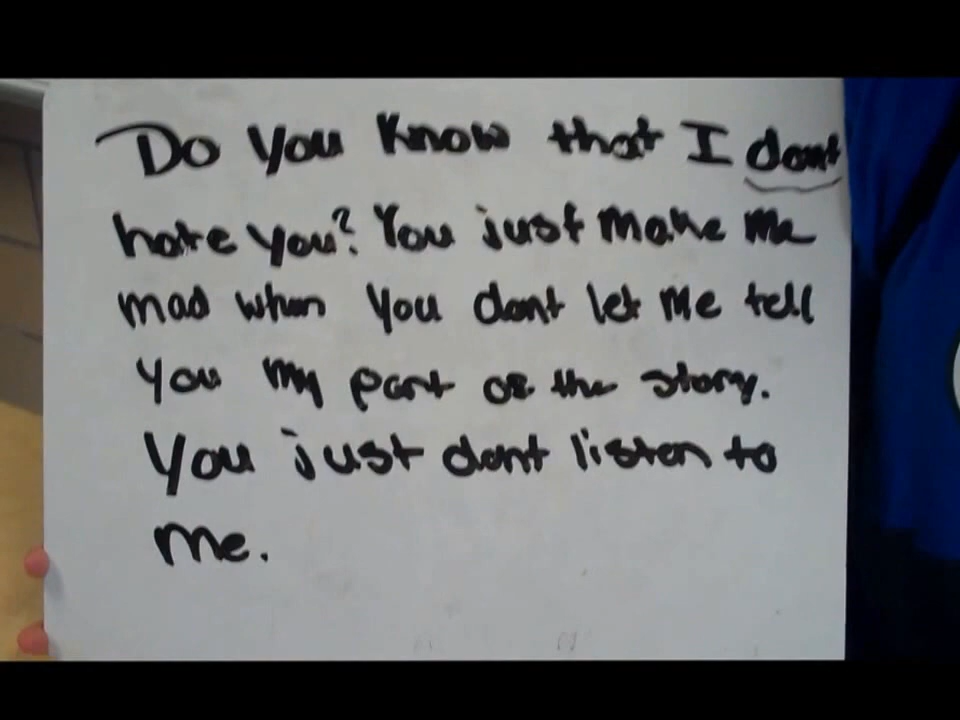 Do you know that I dont
hate you? You just make me
mad when you dont let me tell
you my part of the story.
You just dont listen to
me.